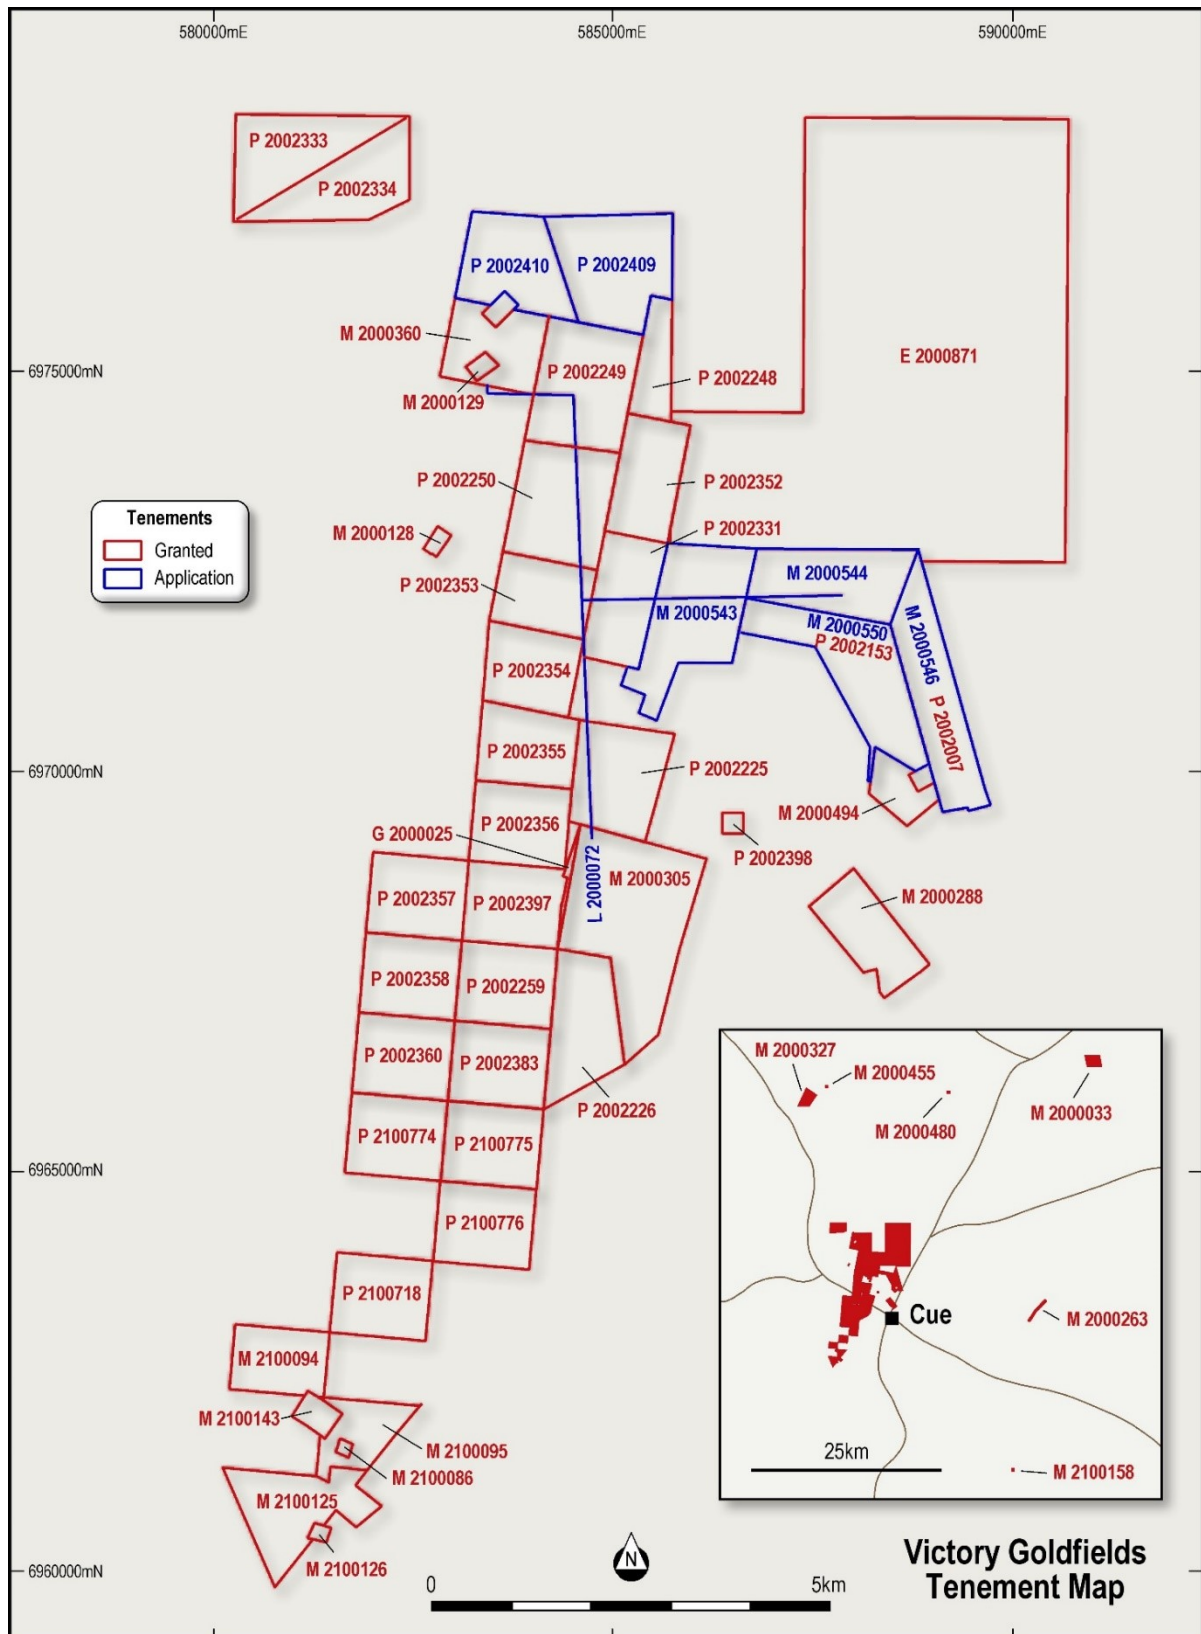 580000mE
585000mE
590000mE
P 2002333
P 2002334
P 2002410
P 2002409
M 2000360
6975000mN
P 2002249
P 2002248
E 2000871
M 2000129
P 2002250
P 2002352
P 2002331
M 2000128
Tenements
Granted
Application
P 2002353
M 2000544
M 2000543
M 2000550
P 2002153
M 2000546
P 2002007
P 2002354
P 2002355
P 2002225
6970000mN
P 2002356
M 2000494
G 2000025
P 2002398
L 2000072
M 2000305
P 2002357
P 2002397
M 2000288
P 2002358
P 2002259
P 2002360
P 2002383
P 2002226
P 2100774
P 2100775
6965000mN
P 2100776
P 2100718
M 2100094
M 2100143
M 2100095
M 2100086
M 2100125
M 2100126
6960000mN
M 2000327
M 2000455
M 2000480
M 2000033
Cue
M 2000263
25km
M 2100158
N
0
5km
Victory Goldfields
Tenement Map